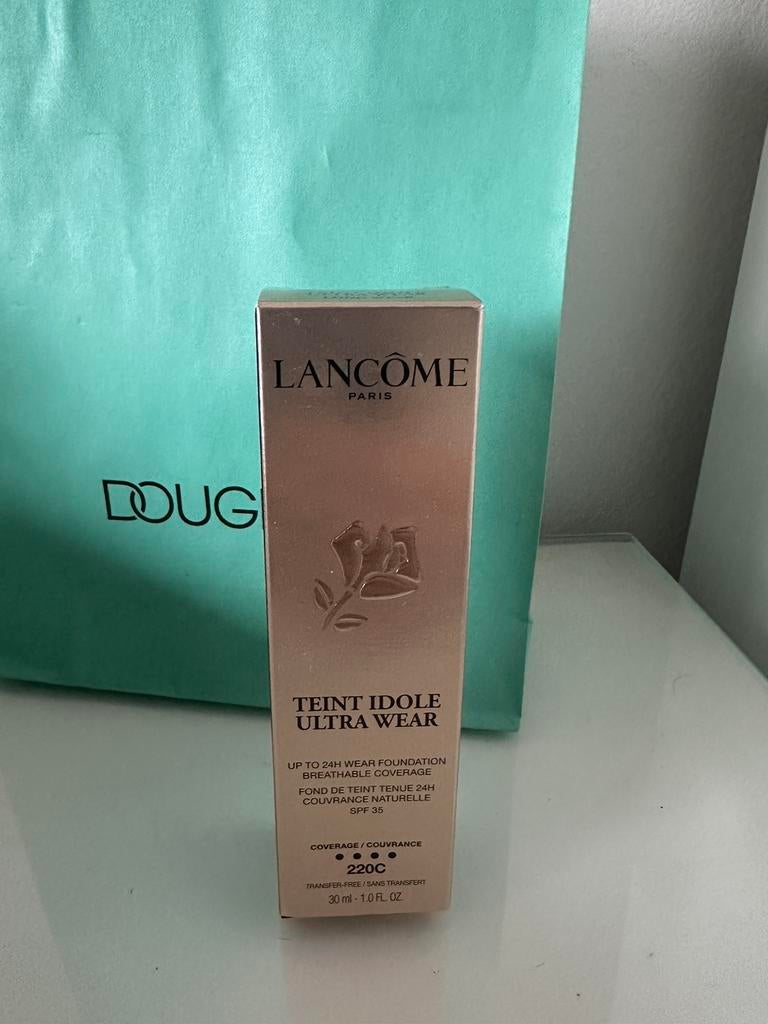 LANCÔME
PARIS
DOUG
TEINT IDOLE
ULTRA WEAR
UP TO 24H WEAR FOUNDATION
BREATHABLE COVERAGE
FOND DE TEINT TENUE 24H
COUVRANCE NATURELLE
SPF 35
COVERAGE / COUVRANCE
220C
TRANSFER-FREE / SANS TRANSFERT
30 ml - 1.0 FL. OZ.